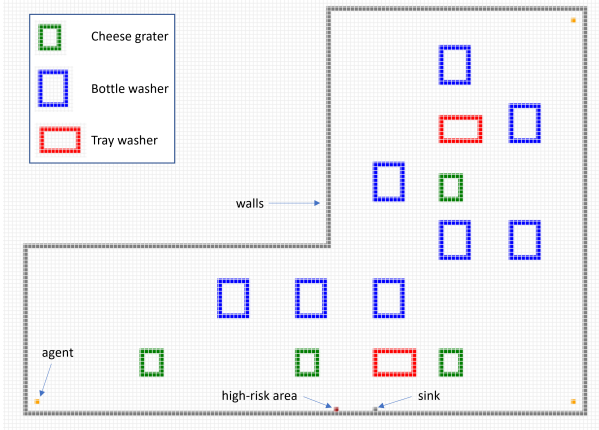 Cheese grater
Bottle washer
Tray washer
walls
agent
high-risk area
sink